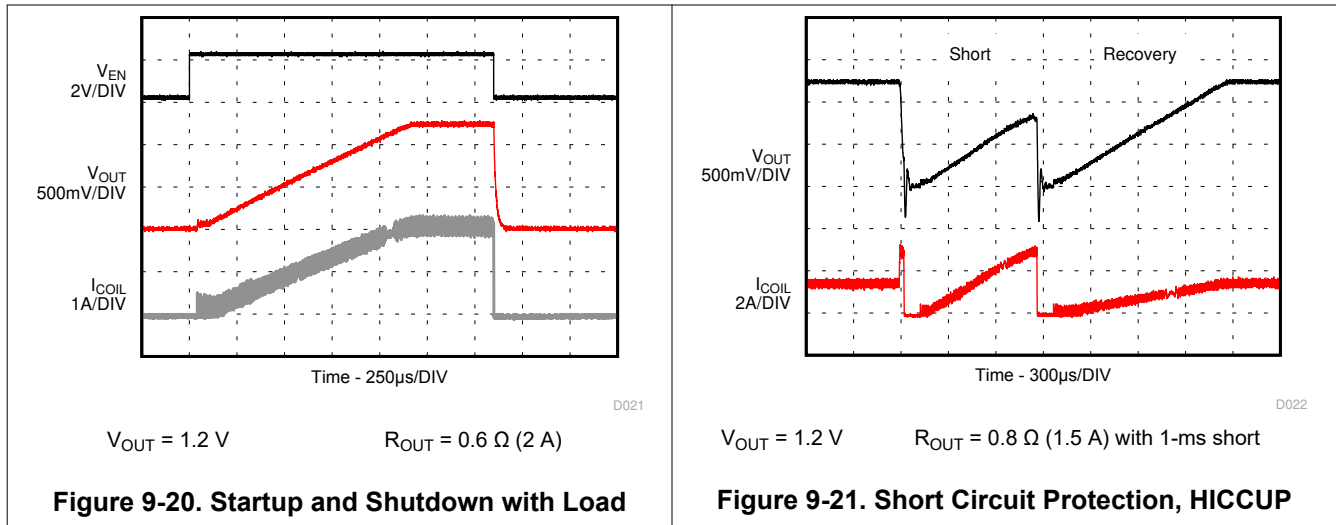 V_EN
2V/DIV
V_OUT
500mV/DIV
I_COIL
1A/DIV
Time - 250µs/DIV
D021
V_OUT = 1.2 V R_OUT = 0.6 Ω (2 A)
Figure 9-20. Startup and Shutdown with Load
Short Recovery
V_OUT
500mV/DIV
I_COIL
2A/DIV
Time - 300µs/DIV
D022
V_OUT = 1.2 V R_OUT = 0.8 Ω (1.5 A) with 1-ms short
Figure 9-21. Short Circuit Protection, HICCUP